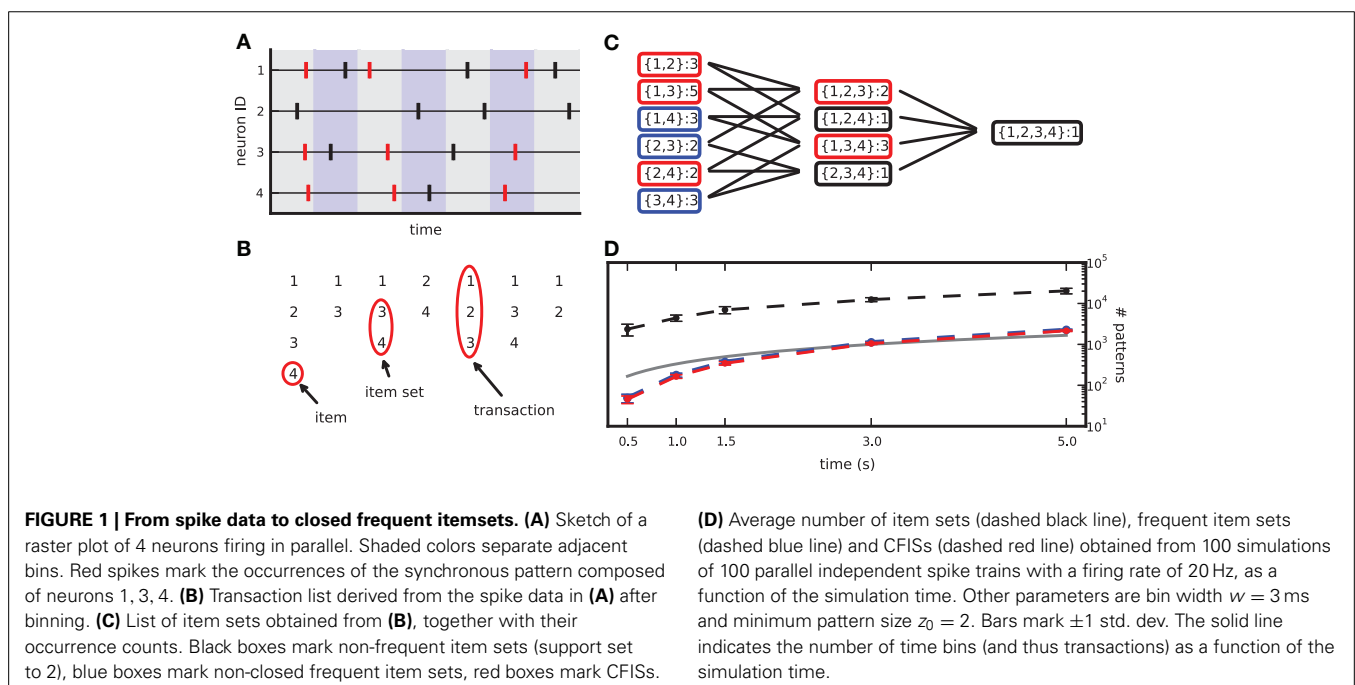 A
neuron ID
1
2
3
4
time
B
1 1 1 2 1 1 1
2 3 3 4 2 3 2
3 4 3 4
4
item
item set
transaction
C
{1,2}:3
{1,3}:5
{1,4}:3
{2,3}:2
{2,4}:2
{3,4}:3
{1,2,3}:2
{1,2,4}:1
{1,3,4}:3
{2,3,4}:1
{1,2,3,4}:1
D
10^5
10^4
10^3
10^2
10^1
# patterns
0.5 1.0 1.5 3.0 5.0
time (s)
FIGURE 1 | From spike data to closed frequent itemsets. (A) Sketch of a
raster plot of 4 neurons firing in parallel. Shaded colors separate adjacent
bins. Red spikes mark the occurrences of the synchronous pattern composed
of neurons 1, 3, 4. (B) Transaction list derived from the spike data in (A) after
binning. (C) List of item sets obtained from (B), together with their
occurrence counts. Black boxes mark non-frequent item sets (support set
to 2), blue boxes mark non-closed frequent item sets, red boxes mark CFISs.
(D) Average number of item sets (dashed black line), frequent item sets
(dashed blue line) and CFISs (dashed red line) obtained from 100 simulations
of 100 parallel independent spike trains with a firing rate of 20 Hz, as a
function of the simulation time. Other parameters are bin width w = 3 ms
and minimum pattern size z₀ = 2. Bars mark ±1 std. dev. The solid line
indicates the number of time bins (and thus transactions) as a function of the
simulation time.